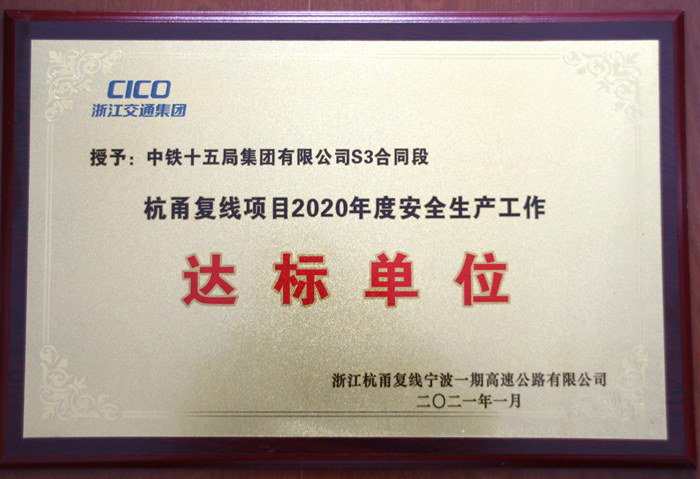 CICO
浙江交通集团
授予：中铁十五局集团有限公司S3合同段
杭甬复线项目2020年度安全生产工作
达标单位
浙江杭甬复线宁波一期高速公路有限公司
二〇二一年一月